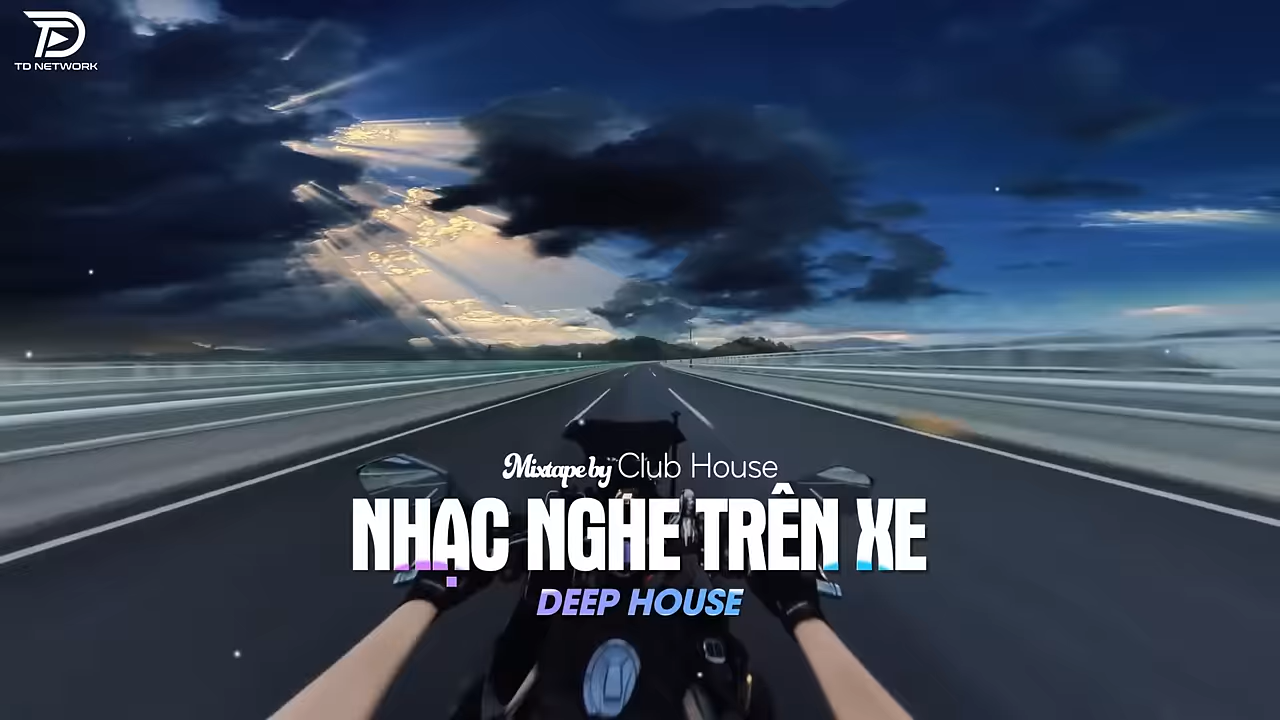 TD NETWORK
Mixtape by Club House
NHẠC NGHE TRÊN XE
DEEP HOUSE